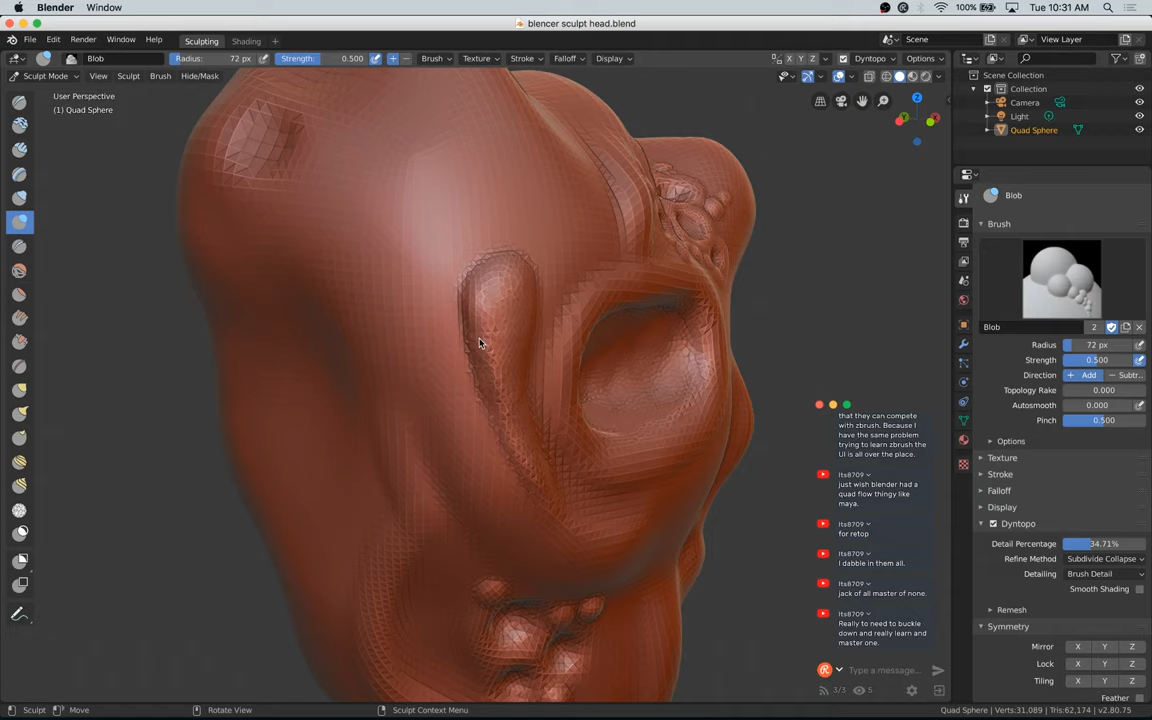 Blender Window 100% Tue 10:31 AM
blencer sculpt head.blend
File Edit Render Window Help Sculpting Shading + Scene View Layer
Blob Radius: 72 px Strength: 0.500 Brush Texture Stroke Falloff Display X Y Z Dyntopo Options
Sculpt Mode View Sculpt Brush Hide/Mask
User Perspective
(1) Quad Sphere
Z
Scene Collection
Collection
Camera
Light
Quad Sphere
Blob
Brush
Blob 2
Radius 72 px
Strength 0.500
Direction + Add — Subtr...
Topology Rake 0.000
Autosmooth 0.000
Pinch 0.500
Options
Texture
Stroke
Falloff
Display
Dyntopo
Detail Percentage 34.71%
Refine Method Subdivide Collapse
Detailing Brush Detail
Smooth Shading
Remesh
Symmetry
Mirror X Y Z
Lock X Y Z
Tiling X Y Z
Feather
that they can compete
with zbrush. Because I
have the same problem
trying to learn zbrush the
UI is all over the place.
Its8709
just wish blender had a
quad flow thingy like
maya.
Its8709
for retop
Its8709
I dabble in them all.
Its8709
jack of all master of none.
Its8709
Really to need to buckle
down and really learn and
master one.
Type a message...
3/3 5
Sculpt Move Rotate View Sculpt Context Menu Quad Sphere | Verts:31,089 | Tris:62,174 | v2.80.75